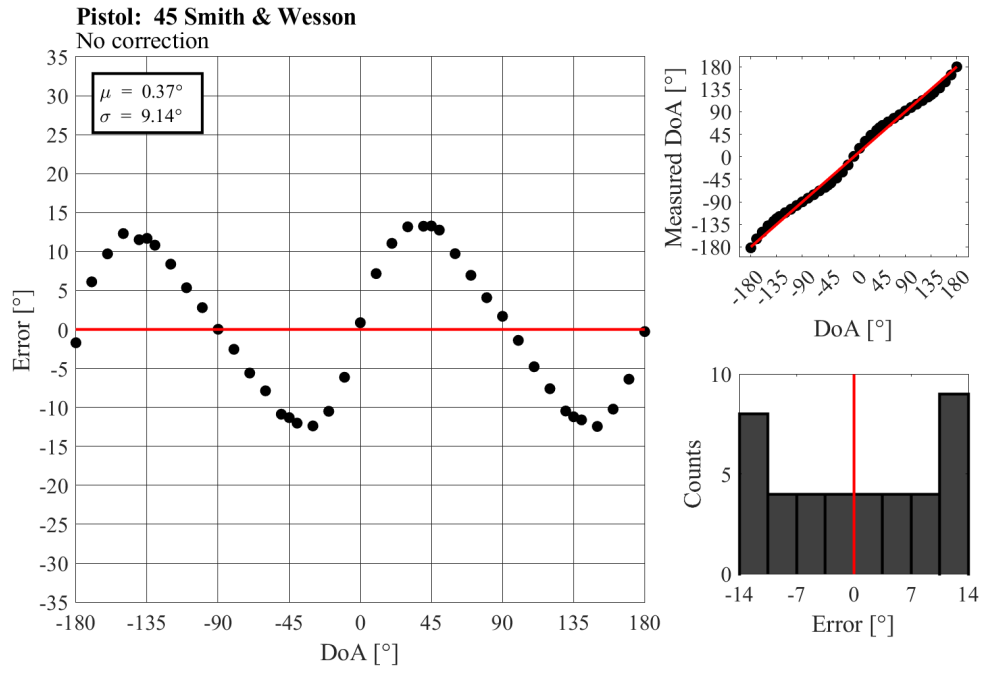 Pistol:  45 Smith & Wesson
No correction
35
30
25
20
15
10
5
0
-5
-10
-15
-20
-25
-30
-35
Error [°]
μ = 0.37°
σ = 9.14°
-180 -135 -90 -45 0 45 90 135 180
DoA [°]
180
135
90
45
0
-45
-90
-135
-180
Measured DoA [°]
-180 -135 -90 -45 0 45 90 135 180
DoA [°]
10
5
0
Counts
-14 -7 0 7 14
Error [°]